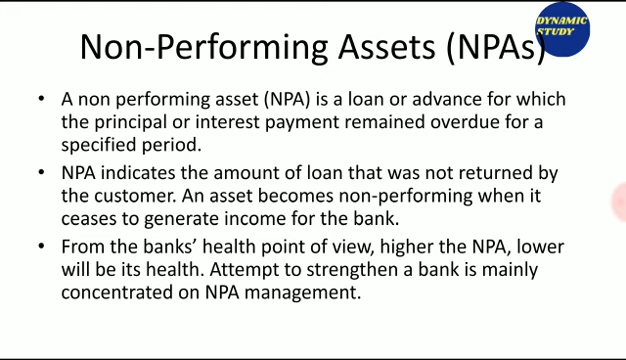 DYNAMIC
STUDY
Non-Performing Assets (NPAs)
• A non performing asset (NPA) is a loan or advance for which
the principal or interest payment remained overdue for a
specified period.
• NPA indicates the amount of loan that was not returned by
the customer. An asset becomes non-performing when it
ceases to generate income for the bank.
• From the banks’ health point of view, higher the NPA, lower
will be its health. Attempt to strengthen a bank is mainly
concentrated on NPA management.